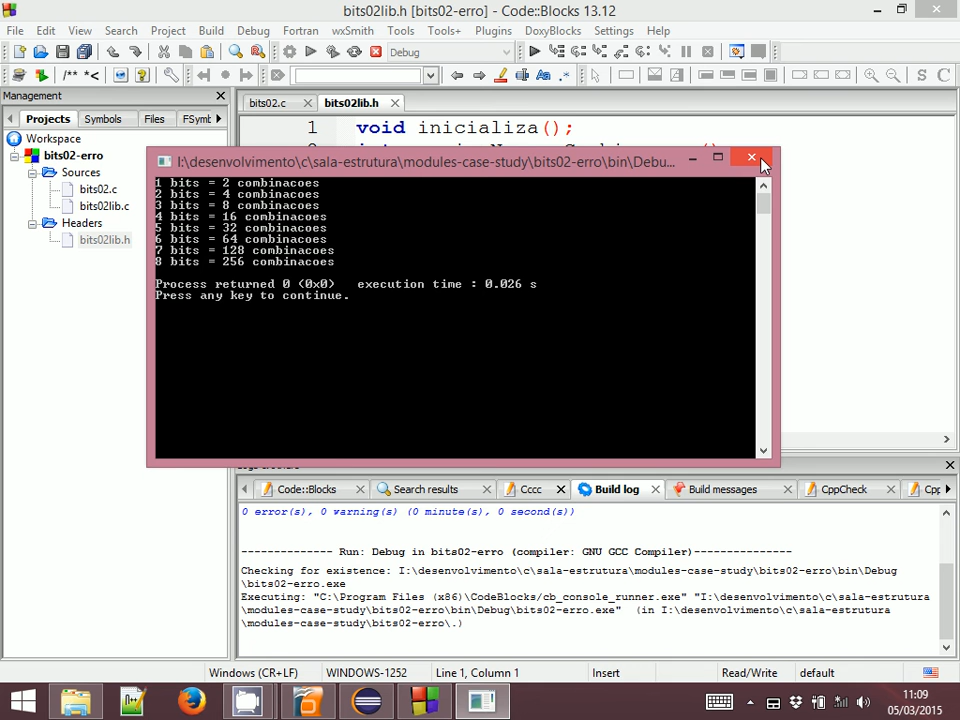 bits02lib.h [bits02-erro] - Code::Blocks 13.12
File Edit View Search Project Build Debug Fortran wxSmith Tools Tools+ Plugins DoxyBlocks Settings Help
Debug
/** *<
S C
Management
Projects Symbols Files FSymb
Workspace
bits02-erro
Sources
bits02.c
bits02lib.c
Headers
bits02lib.h
bits02.c bits02lib.h
1 void inicializa();
I:\desenvolvimento\c\sala-estrutura\modules-case-study\bits02-erro\bin\Debu...
1 bits = 2 combinacoes
2 bits = 4 combinacoes
3 bits = 8 combinacoes
4 bits = 16 combinacoes
5 bits = 32 combinacoes
6 bits = 64 combinacoes
7 bits = 128 combinacoes
8 bits = 256 combinacoes
Process returned 0 (0x0) execution time : 0.026 s
Press any key to continue.
Code::Blocks Search results Cccc Build log Build messages CppCheck Cpp
0 error(s), 0 warning(s) (0 minute(s), 0 second(s))
-------------- Run: Debug in bits02-erro (compiler: GNU GCC Compiler)---------------
Checking for existence: I:\desenvolvimento\c\sala-estrutura\modules-case-study\bits02-erro\bin\Debug
\bits02-erro.exe
Executing: "C:\Program Files (x86)\CodeBlocks/cb_console_runner.exe" "I:\desenvolvimento\c\sala-estrutura
\modules-case-study\bits02-erro\bin\Debug\bits02-erro.exe" (in I:\desenvolvimento\c\sala-estrutura
\modules-case-study\bits02-erro\.)
Windows (CR+LF) WINDOWS-1252 Line 1, Column 1 Insert Read/Write default
11:09
05/03/2015